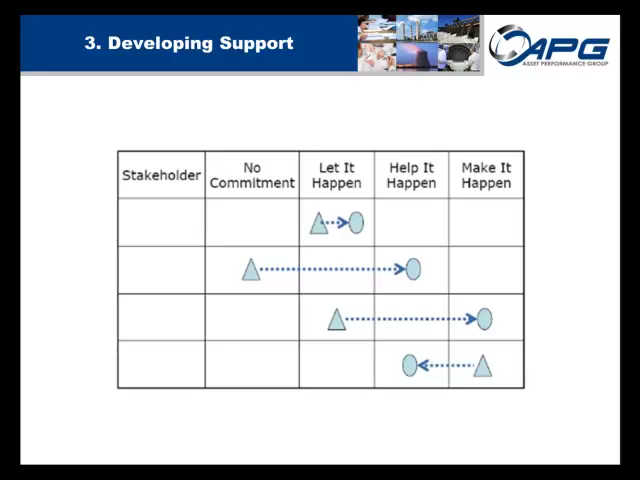 3. Developing Support
APG
ASSET PERFORMANCE GROUP
Stakeholder
No
Commitment
Let It
Happen
Help It
Happen
Make It
Happen